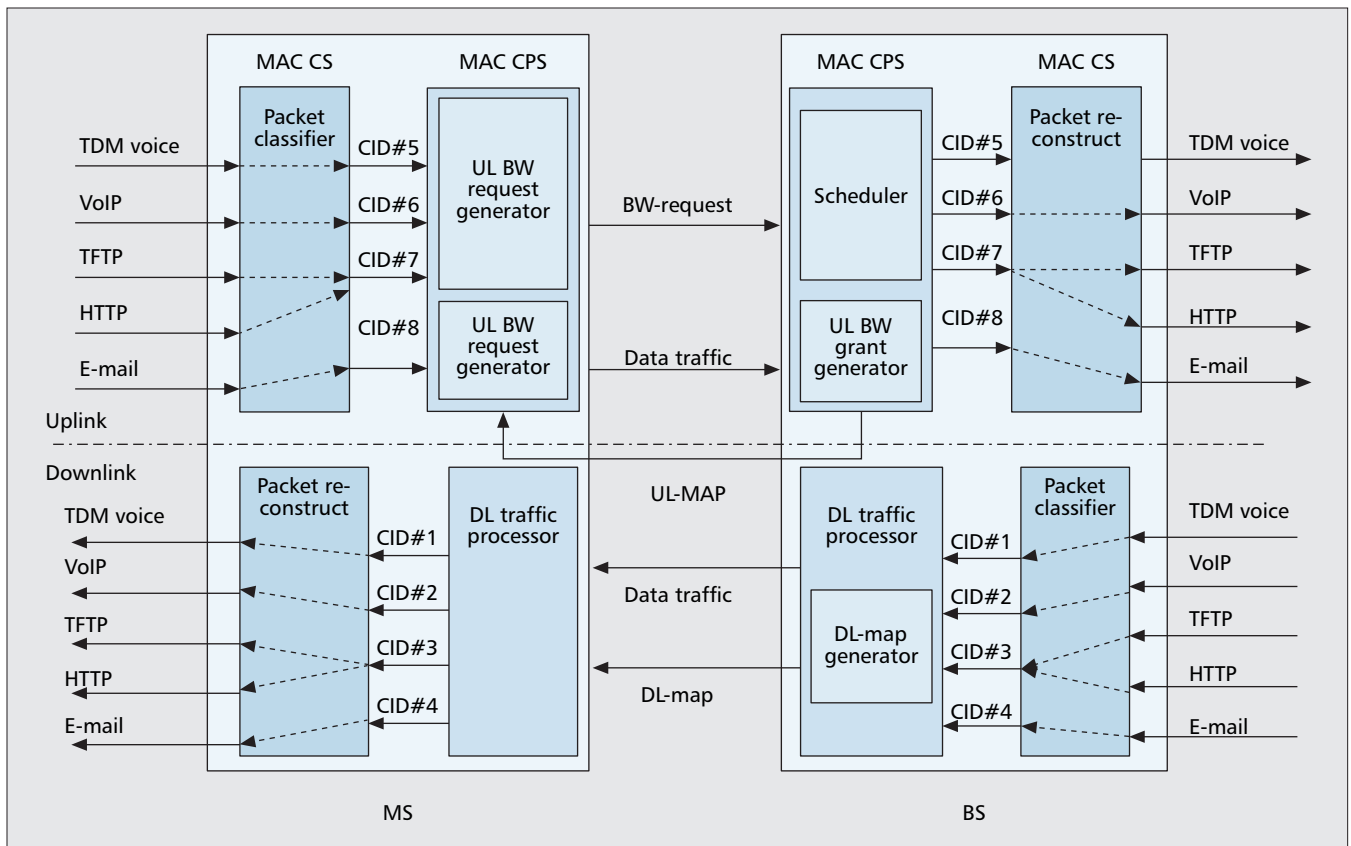 MAC CS
MAC CPS
MAC CPS
MAC CS
Packet
classifier
UL BW
request
generator
UL BW
request
generator
TDM voice
VoIP
TFTP
HTTP
E-mail
CID#5
CID#6
CID#7
CID#8
BW-request
Data traffic
Scheduler
UL BW
grant
generator
CID#5
CID#6
CID#7
CID#8
Packet re-
construct
TDM voice
VoIP
TFTP
HTTP
E-mail
Uplink
Downlink
TDM voice
VoIP
TFTP
HTTP
E-mail
Packet re-
construct
CID#1
CID#2
CID#3
CID#4
DL traffic
processor
UL-MAP
Data traffic
DL-map
DL traffic
processor
DL-map
generator
CID#1
CID#2
CID#3
CID#4
Packet
classifier
TDM voice
VoIP
TFTP
HTTP
E-mail
MS
BS